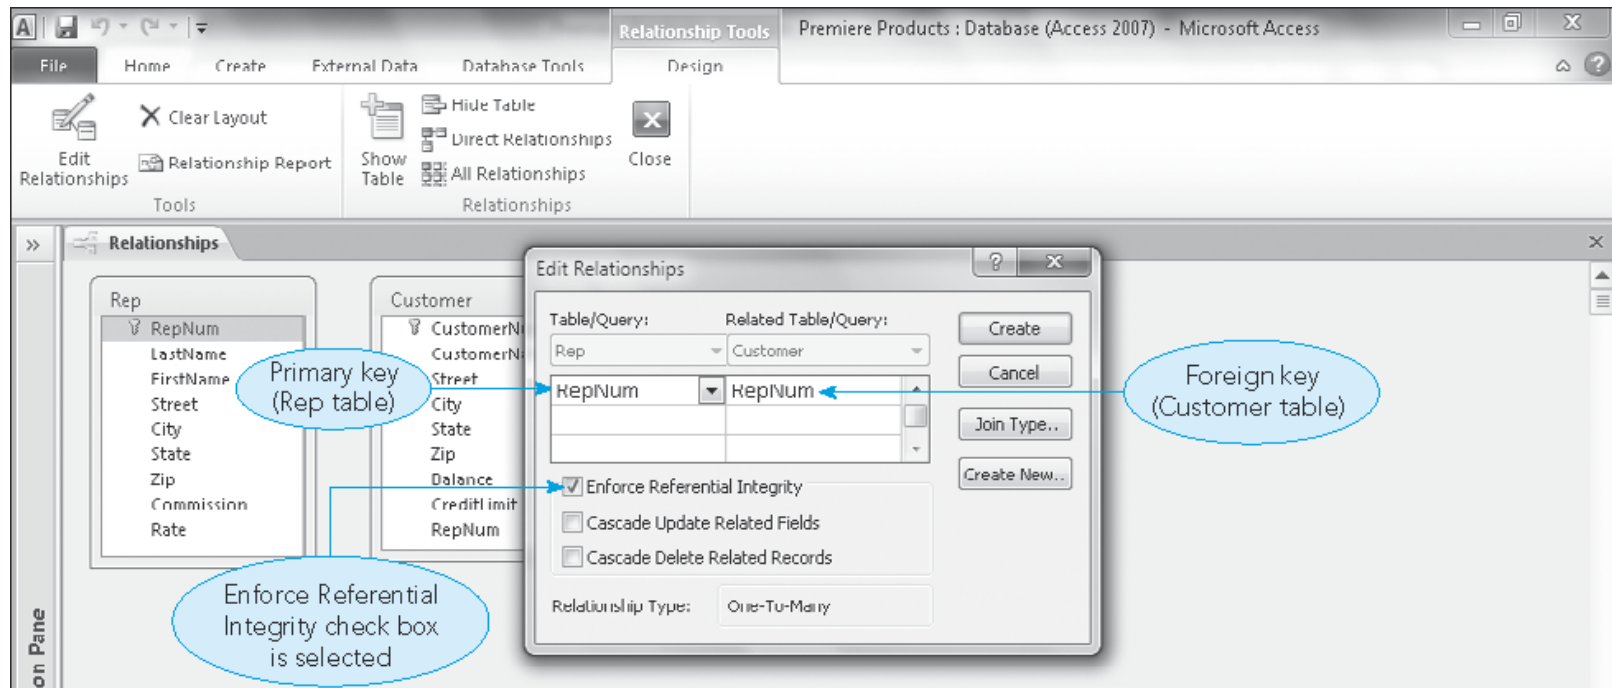 A
Relationship Tools
Premiere Products : Database (Access 2007) - Microsoft Access
File
Home
Create
External Data
Database Tools
Design
Edit
Relationships
Clear Layout
Relationship Report
Tools
Show
Table
Hide Table
Direct Relationships
All Relationships
Relationships
Close
Relationships
Rep
RepNum
LastName
FirstName
Street
City
State
Zip
Commission
Rate
Customer
CustomerN
CustomerN
Street
City
State
Zip
Balance
CreditLimit
RepNum
Edit Relationships
Table/Query:
Related Table/Query:
Rep
Customer
RepNum
RepNum
Enforce Referential Integrity
Cascade Update Related Fields
Cascade Delete Related Records
Relationship Type:
One-To-Many
Create
Cancel
Join Type..
Create New..
Primary key
(Rep table)
Foreign key
(Customer table)
Enforce Referential
Integrity check box
is selected
on Pane